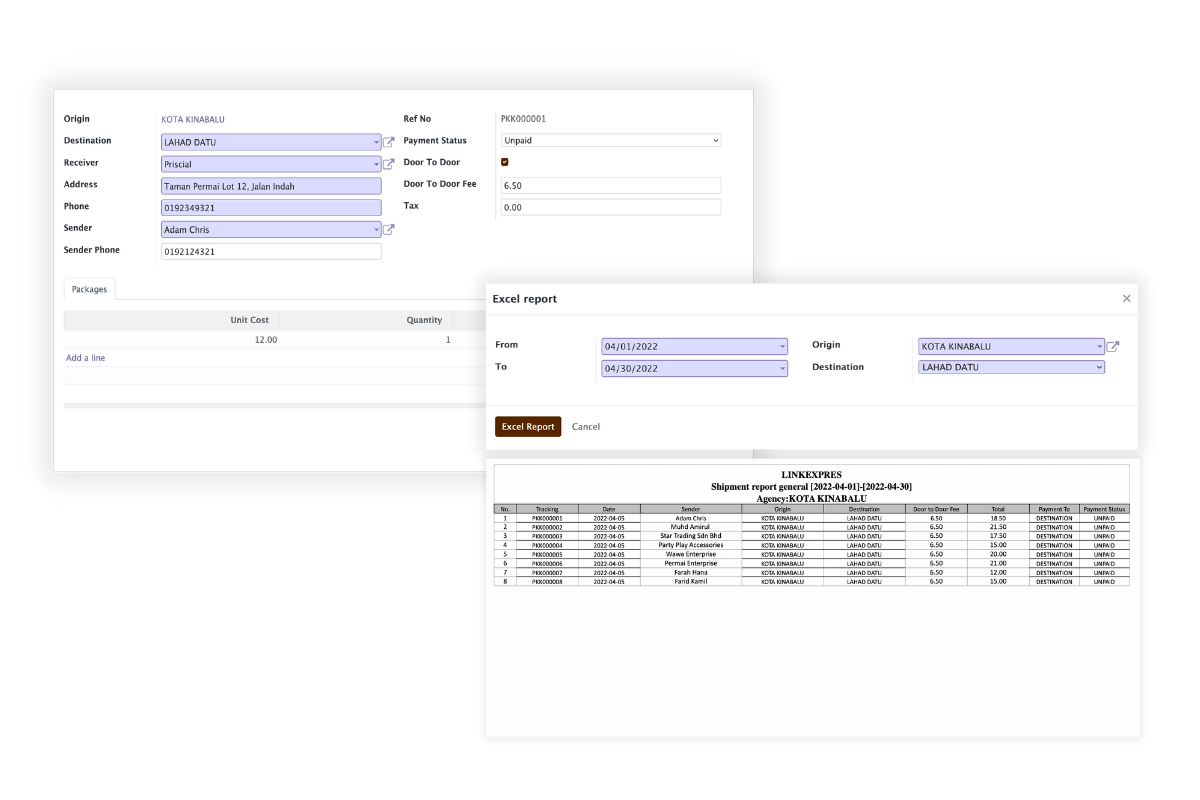 Origin KOTA KINABALU Ref No PKK000001
Destination LAHAD DATU Payment Status Unpaid
Receiver Priscial Door To Door
Address Taman Permai Lot 12, Jalan Indah Door To Door Fee 6.50
Phone 0192349321 Tax 0.00
Sender Adam Chris
Sender Phone 0192124321
Packages
Unit Cost Quantity
12.00 1
Add a line
Excel report ×
From 04/01/2022 Origin KOTA KINABALU
To 04/30/2022 Destination LAHAD DATU
Excel Report Cancel
LINKEXPRES
Shipment report general [2022-04-01]-[2022-04-30]
Agency:KOTA KINABALU
No. Tracking Date Sender Origin Destination Door to Door Fee Total Payment To Payment Status
1 PKK000001 2022-04-05 Adam Chris KOTA KINABALU LAHAD DATU 6.50 18.50 DESTINATION UNPAID
2 PKK000002 2022-04-05 Muhd Amirul KOTA KINABALU LAHAD DATU 6.50 21.50 DESTINATION UNPAID
3 PKK000003 2022-04-05 Star Trading Sdn Bhd KOTA KINABALU LAHAD DATU 6.50 17.50 DESTINATION UNPAID
4 PKK000004 2022-04-05 Party Play Accessories KOTA KINABALU LAHAD DATU 6.50 15.00 DESTINATION UNPAID
5 PKK000005 2022-04-05 Wawa Enterprise KOTA KINABALU LAHAD DATU 6.50 20.00 DESTINATION UNPAID
6 PKK000006 2022-04-05 Permai Enterprise KOTA KINABALU LAHAD DATU 6.50 21.00 DESTINATION UNPAID
7 PKK000007 2022-04-05 Farah Hana KOTA KINABALU LAHAD DATU 6.50 12.00 DESTINATION UNPAID
8 PKK000008 2022-04-05 Farid Kamil KOTA KINABALU LAHAD DATU 6.50 15.00 DESTINATION UNPAID